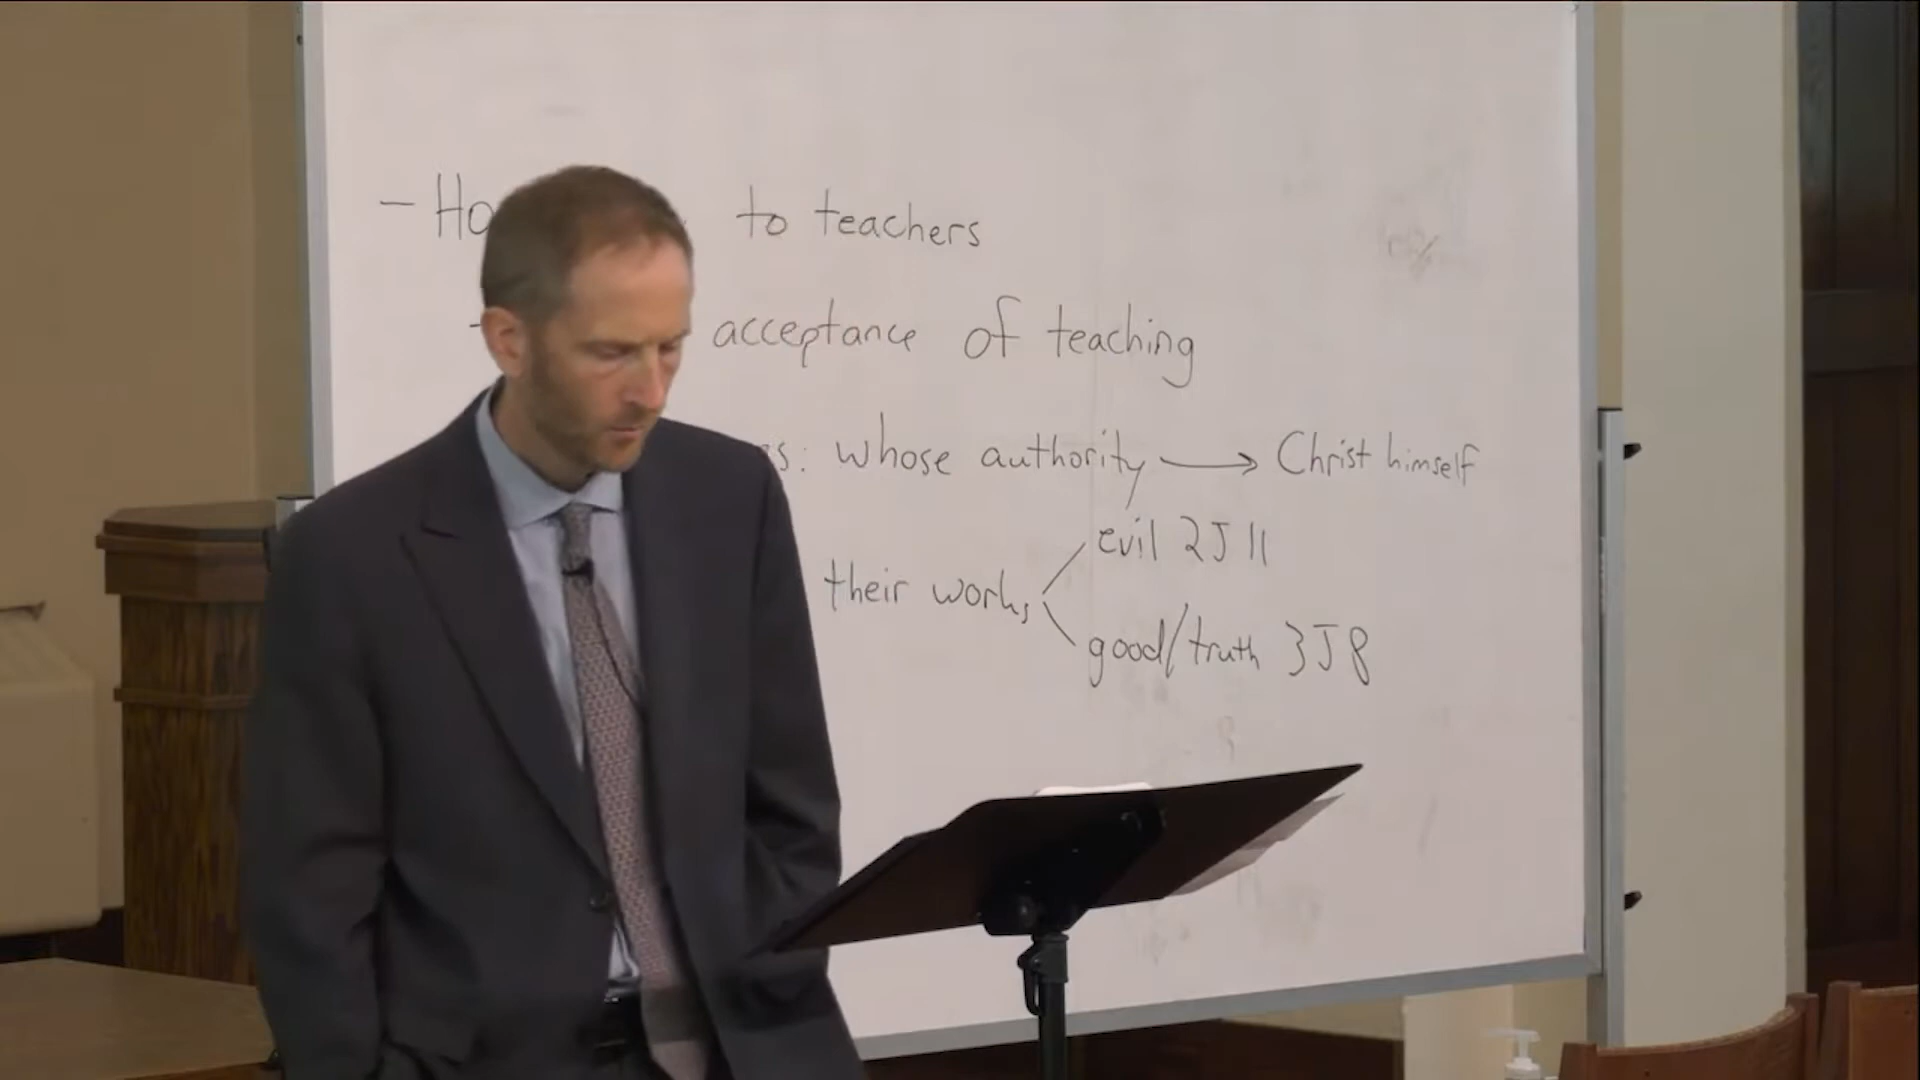 - Ho to teachers
- acceptance of teaching
s: whose authority → Christ himself
evil 2J 11
their works
good/truth 3J 8